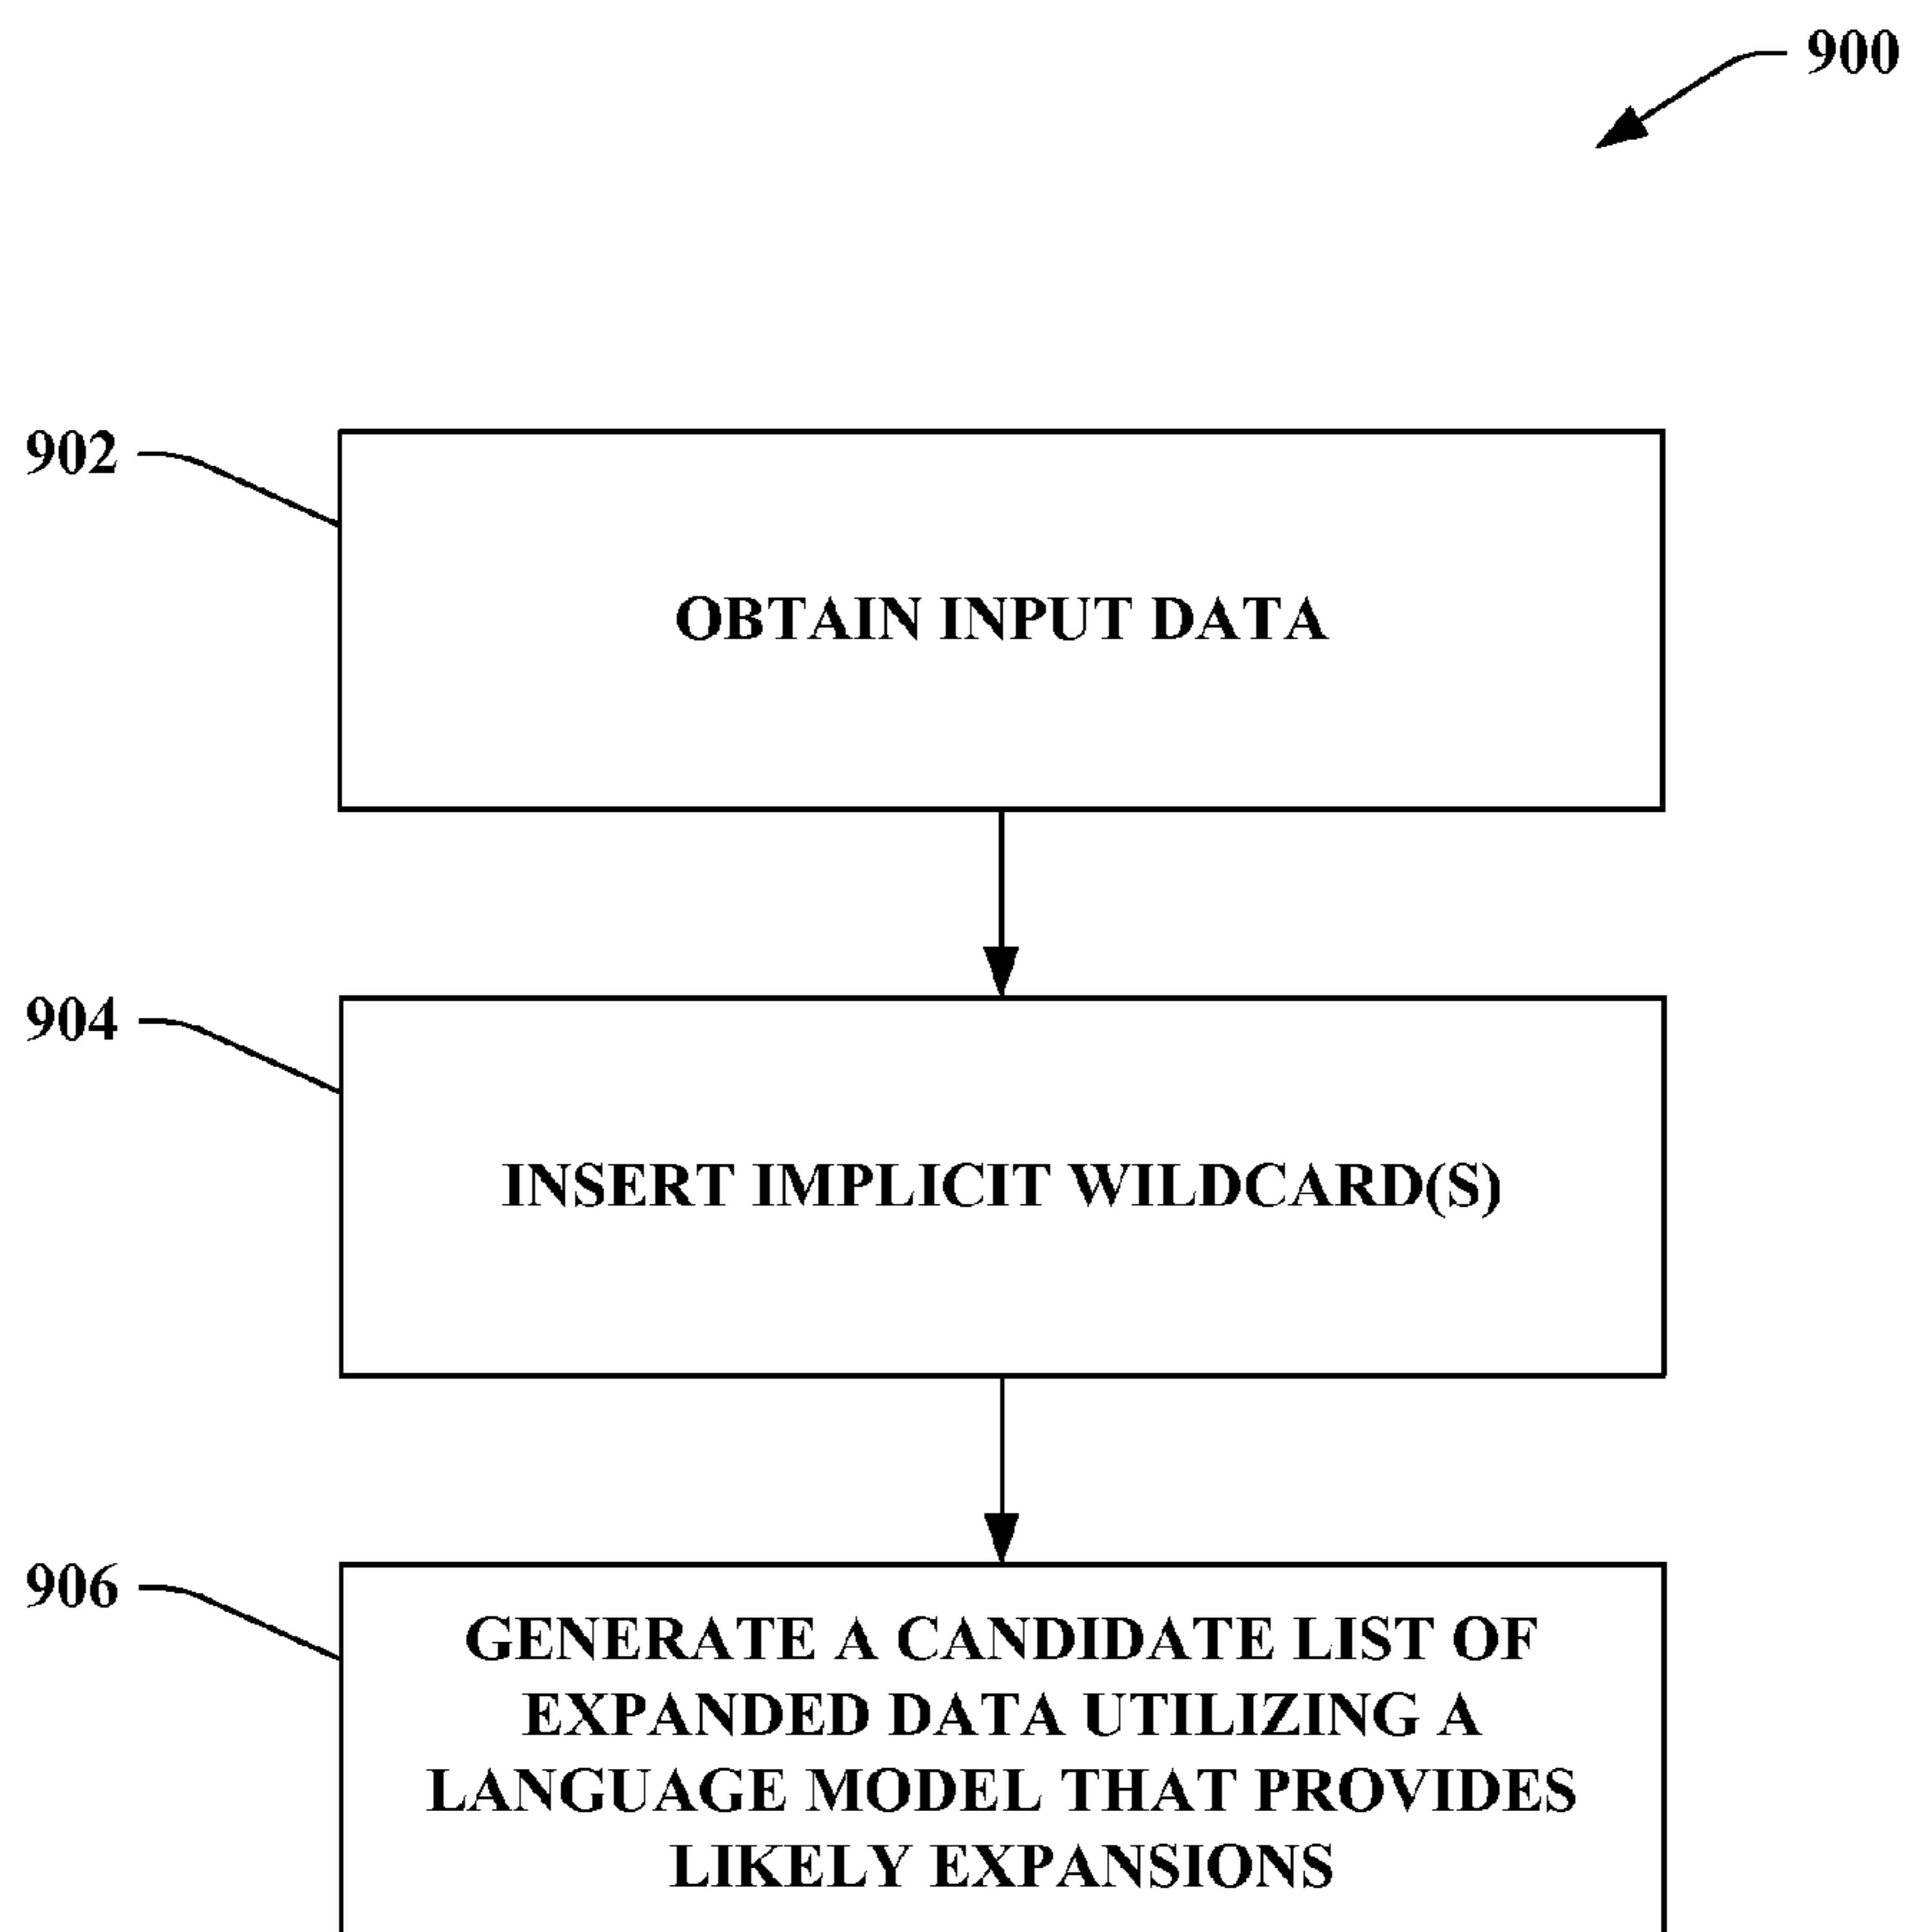 900
902
OBTAIN INPUT DATA
904
INSERT IMPLICIT WILDCARD(S)
906
GENERATE A CANDIDATE LIST OF
EXPANDED DATA UTILIZING A
LANGUAGE MODEL THAT PROVIDES
LIKELY EXPANSIONS